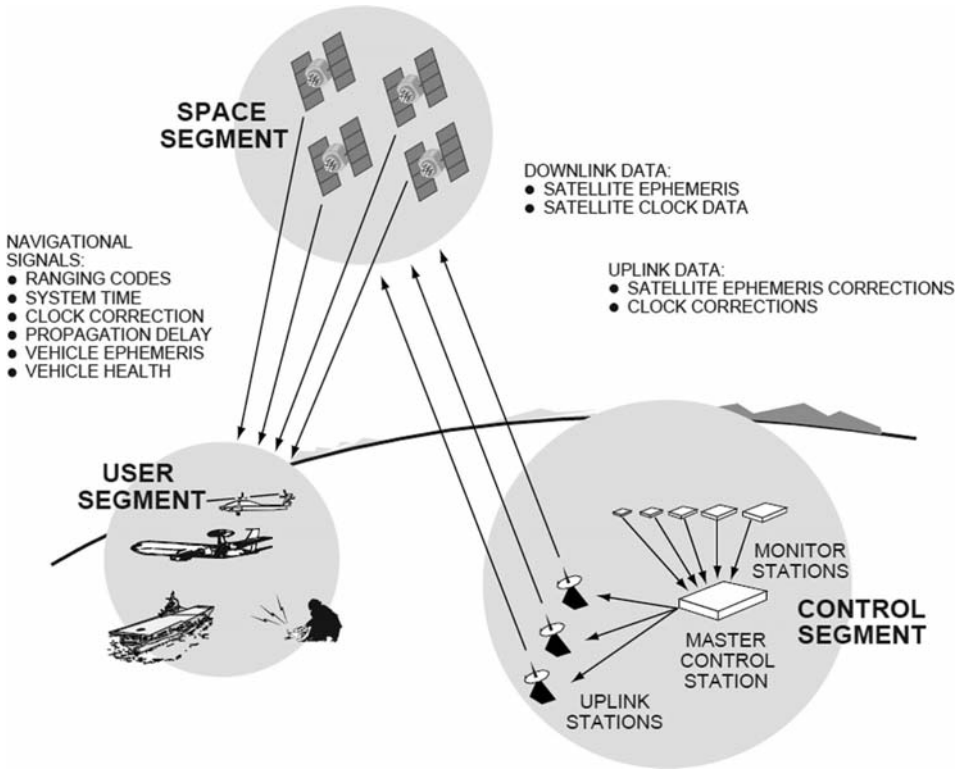 SPACE
SEGMENT
DOWNLINK DATA:
● SATELLITE EPHEMERIS
● SATELLITE CLOCK DATA
NAVIGATIONAL
SIGNALS:
● RANGING CODES
● SYSTEM TIME
● CLOCK CORRECTION
● PROPAGATION DELAY
● VEHICLE EPHEMERIS
● VEHICLE HEALTH
UPLINK DATA:
● SATELLITE EPHEMERIS CORRECTIONS
● CLOCK CORRECTIONS
USER
SEGMENT
MONITOR
STATIONS
CONTROL
SEGMENT
MASTER
CONTROL
STATION
UPLINK
STATIONS